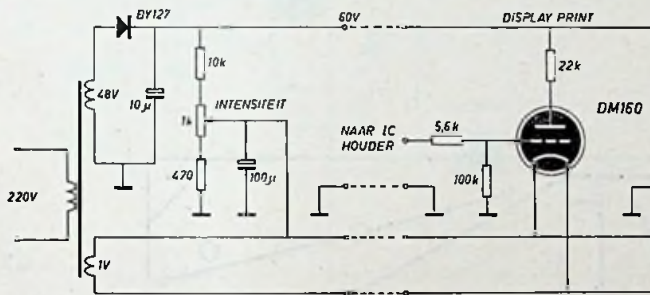 BY127
60V
DISPLAY PRINT
48V
10µ
10k
INTENSITEIT
1k
470
100µ
220V
1V
NAAR IC
HOUDER
5,6k
100k
22k
DM160